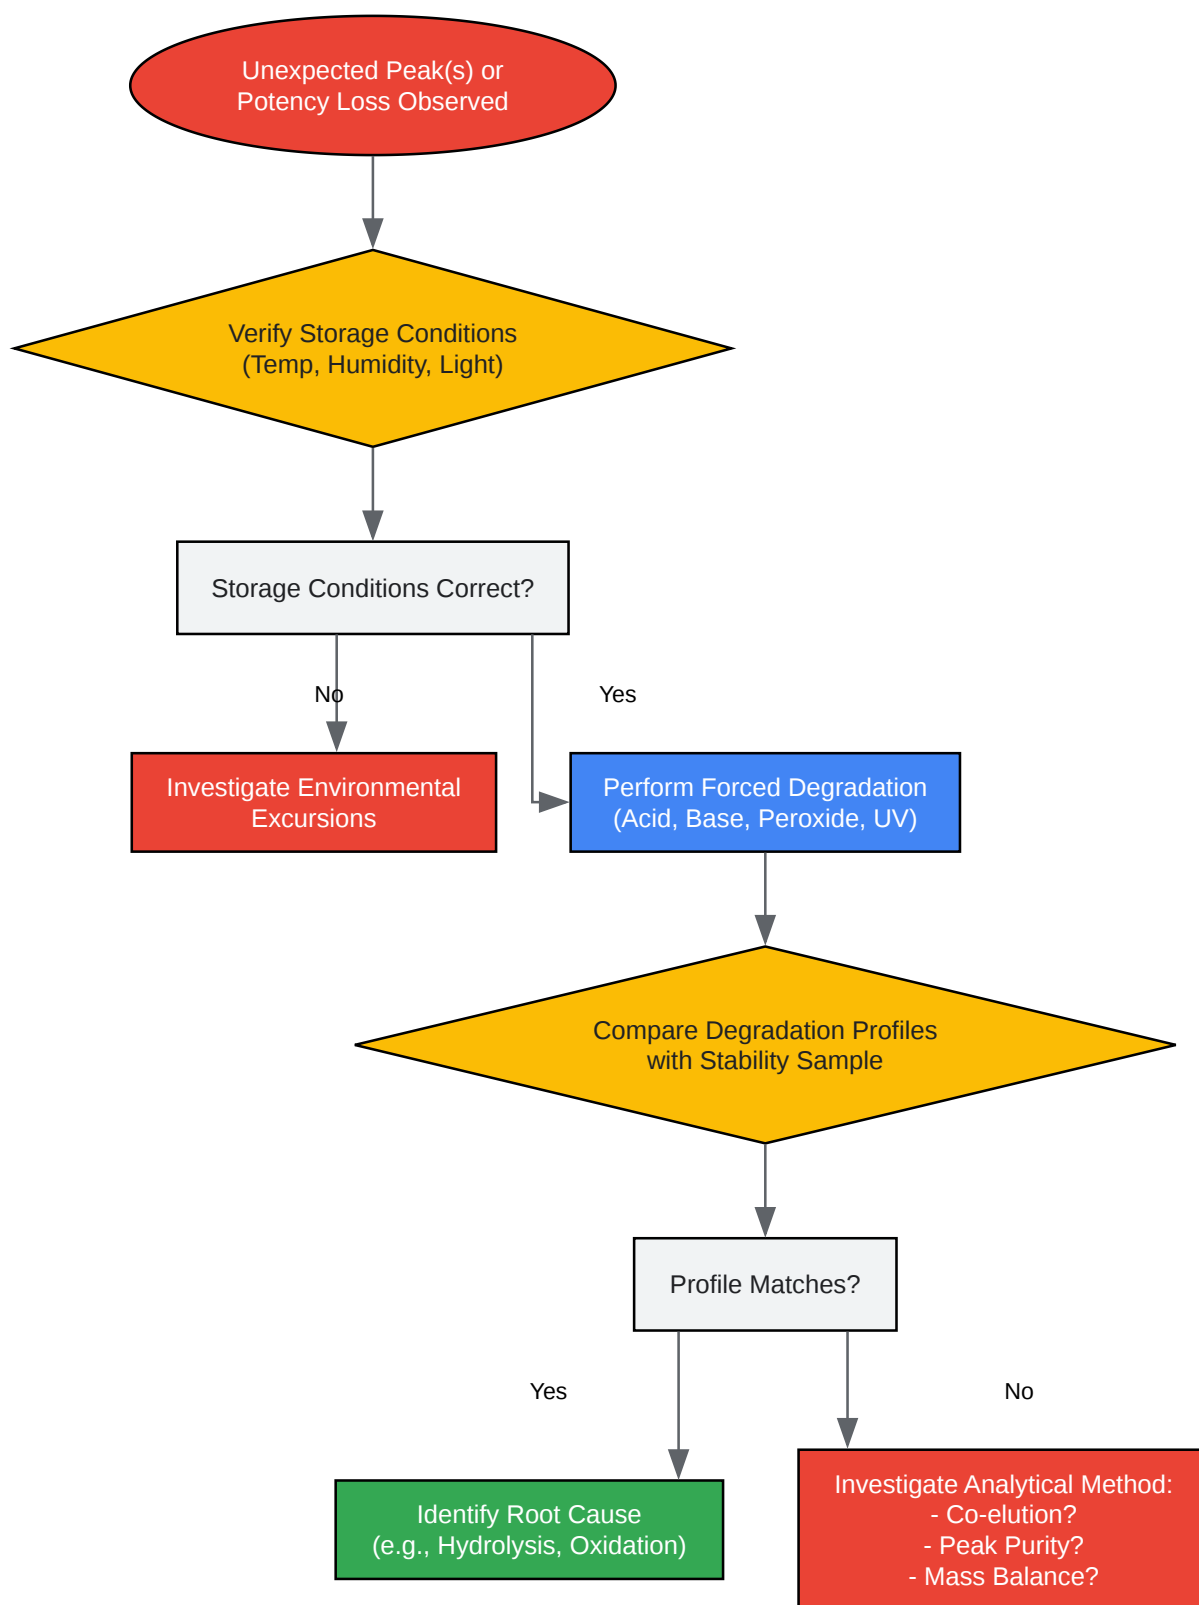 Unexpected Peak(s) or
Potency Loss Observed
Verify Storage Conditions
(Temp, Humidity, Light)
Storage Conditions Correct?
No
Yes
Investigate Environmental
Excursions
Perform Forced Degradation
(Acid, Base, Peroxide, UV)
Compare Degradation Profiles
with Stability Sample
Profile Matches?
Yes
No
Identify Root Cause
(e.g., Hydrolysis, Oxidation)
Investigate Analytical Method:
- Co-elution?
- Peak Purity?
- Mass Balance?